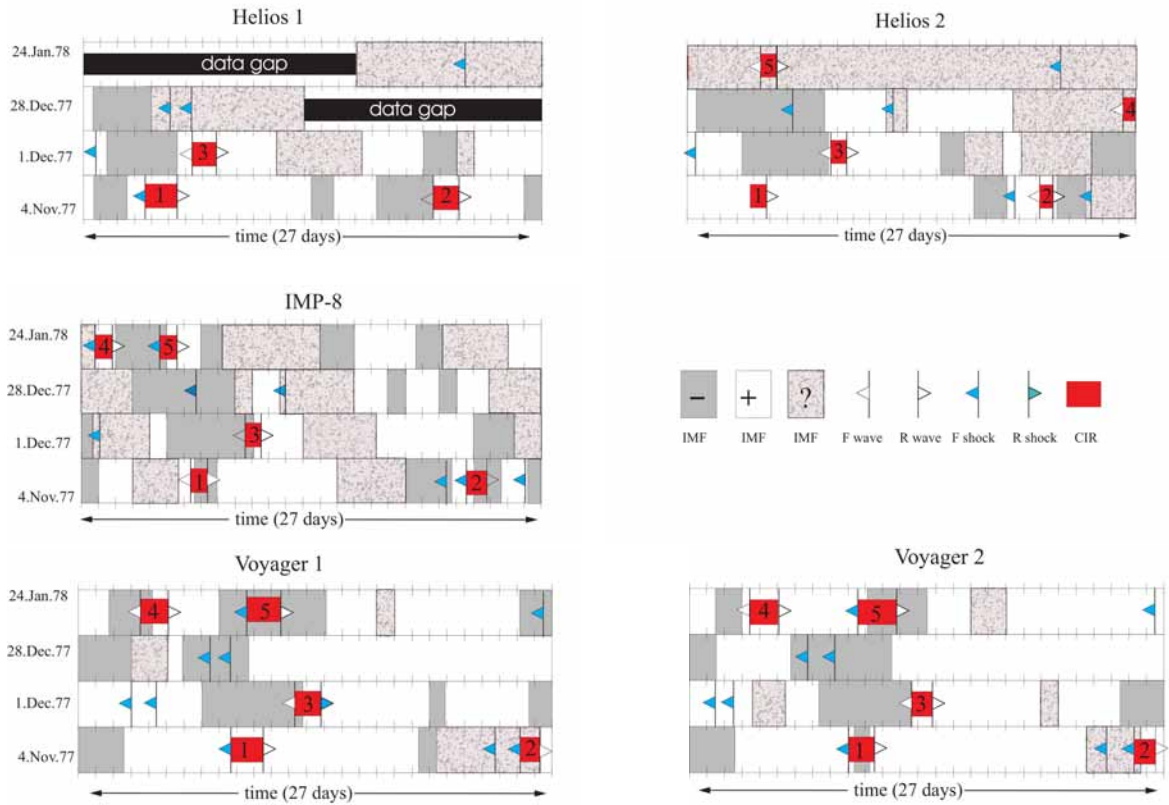 Helios 1
24.Jan.78
data gap
28.Dec.77
data gap
1.Dec.77
3
4.Nov.77
1
2
time (27 days)
Helios 2
5
4
3
1
2
time (27 days)
IMP-8
24.Jan.78
4
5
28.Dec.77
1.Dec.77
3
4.Nov.77
1
2
time (27 days)
− + ?
IMF IMF IMF F wave R wave F shock R shock CIR
Voyager 1
24.Jan.78
4
5
28.Dec.77
1.Dec.77
3
4.Nov.77
1
2
time (27 days)
Voyager 2
4
5
3
1
2
time (27 days)